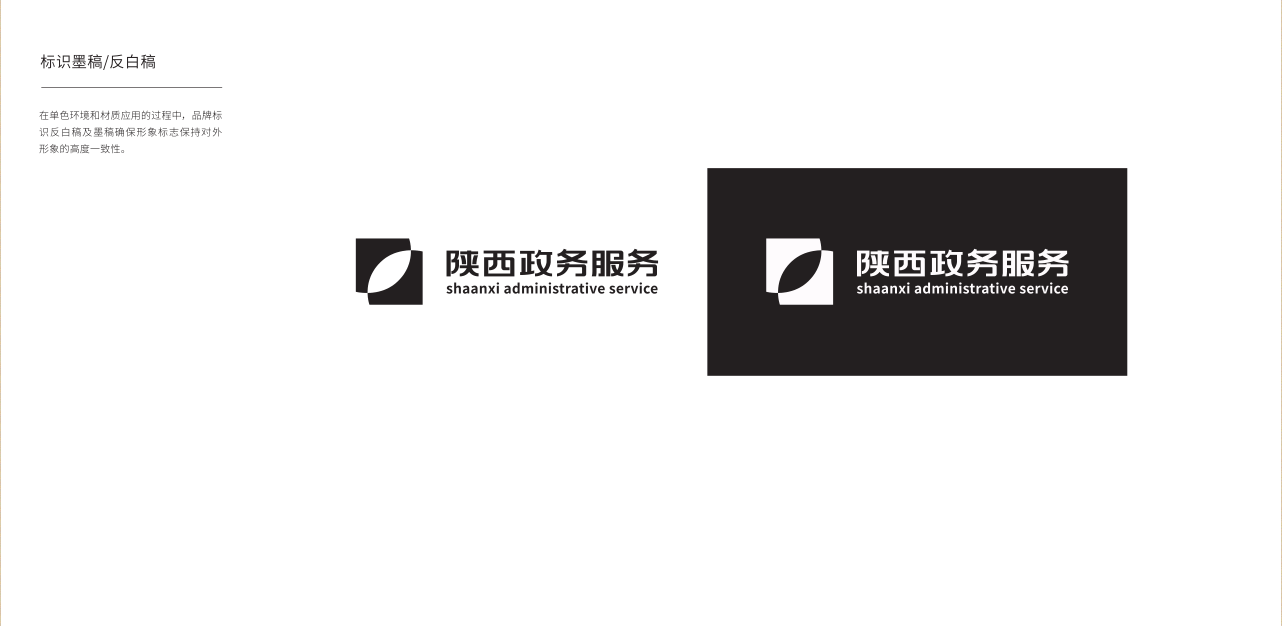 标识墨稿/反白稿
在单色环境和材质应用的过程中，品牌标
识反白稿及墨稿确保形象标志保持对外
形象的高度一致性。
陕西政务服务
shaanxi administrative service
陕西政务服务
shaanxi administrative service